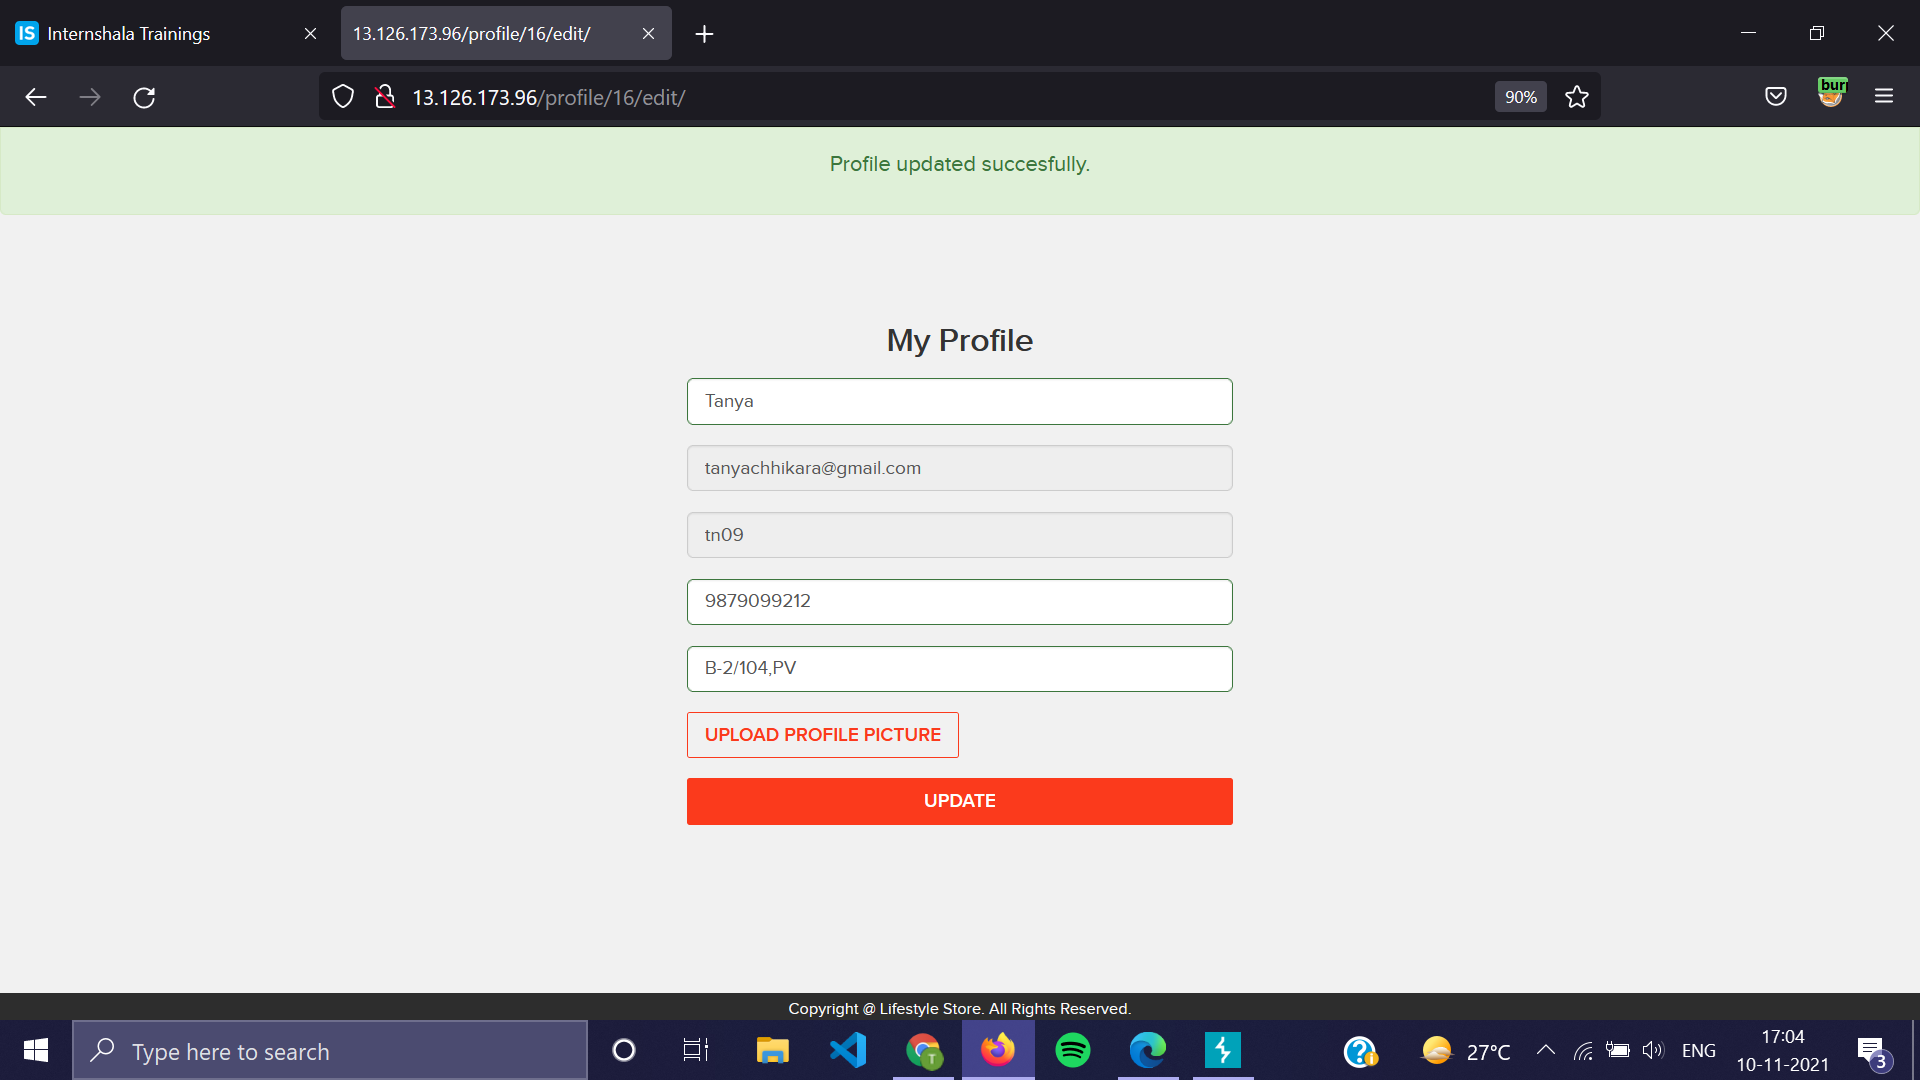 IS Internshala Trainings
13.126.173.96/profile/16/edit/
13.126.173.96/profile/16/edit/
90%
bur
Profile updated succesfully.
My Profile
Tanya
tanyachhikara@gmail.com
tn09
9879099212
B-2/104,PV
UPLOAD PROFILE PICTURE
UPDATE
Copyright @ Lifestyle Store. All Rights Reserved.
Type here to search
T
27°C
ENG
17:04
10-11-2021
3